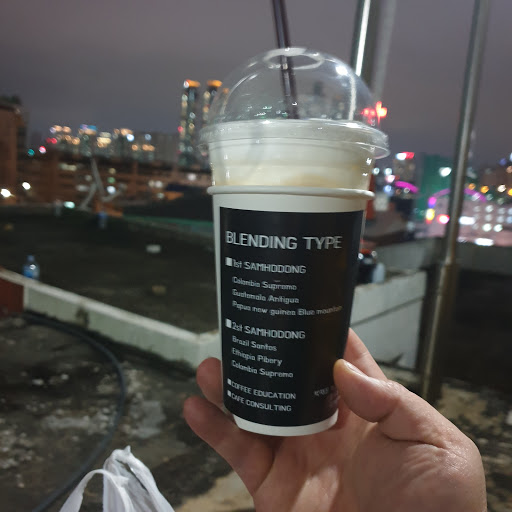 BLENDING TYPE
1st SAMHODONG
Colombia Supremo
Guatemala Antigua
Papua new guinea Blue mountain
2st SAMHODONG
Brazil Santos
Ethiopia Pibery
Colombia Supremo
COFFEE EDUCATION
CAFE CONSULTING